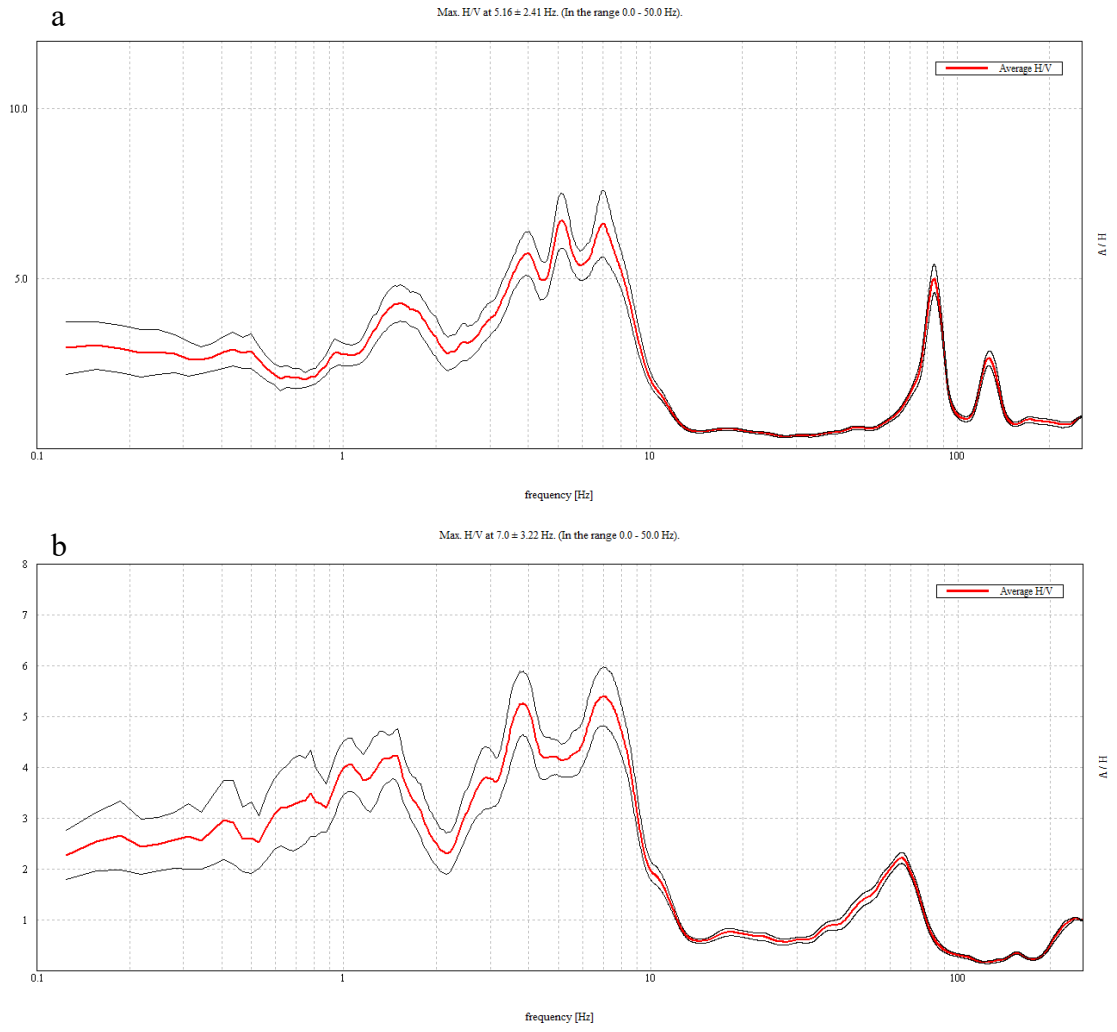 a
Max. H/V at 5.16 ± 2.41 Hz. (In the range 0.0 - 50.0 Hz).
Average H/V
10.0
5.0
H / V
0.1 1 10 100
frequency [Hz]
b
Max. H/V at 7.0 ± 3.22 Hz. (In the range 0.0 - 50.0 Hz).
8
Average H/V
7
6
5
4
3
2
1
H / V
0.1 1 10 100
frequency [Hz]